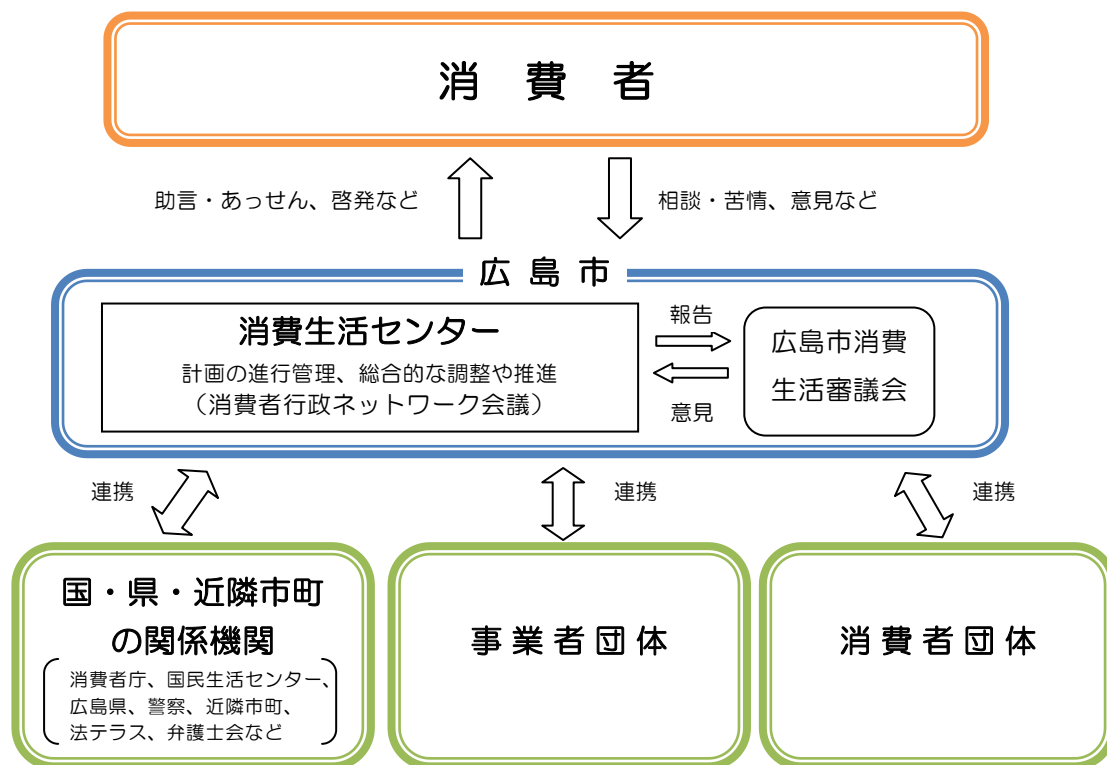 消 費 者
助言・あっせん、啓発など
相談・苦情、意見など
広 島 市
消費生活センター
計画の進行管理、総合的な調整や推進
（消費者行政ネットワーク会議）
報告
意見
広島市消費
生活審議会
連携
連携
連携
国・県・近隣市町
の関係機関
消費者庁、国民生活センター、
広島県、警察、近隣市町、
法テラス、弁護士会など
事 業 者 団 体
消 費 者 団 体